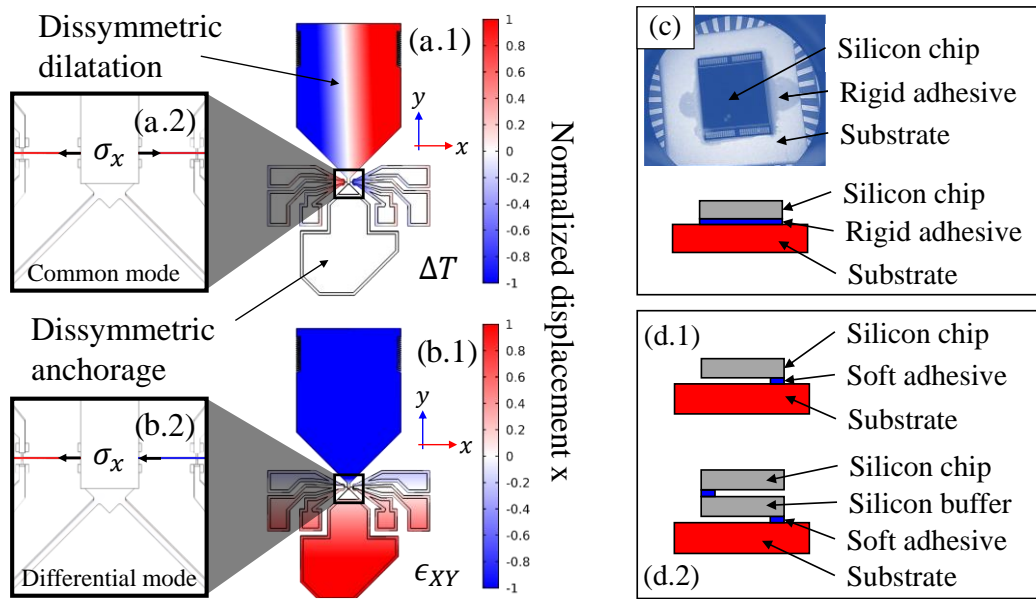 Dissymmetric
dilatation
(a.1)
y
x
1
0.8
0.6
0.4
0.2
0
-0.2
-0.4
-0.6
-0.8
-1
(a.2)
σx
Common mode
ΔT
Dissymmetric
anchorage
(b.1)
y
x
1
0.8
0.6
0.4
0.2
0
-0.2
-0.4
-0.6
-0.8
-1
(b.2)
σx
Differential mode
ϵXY
Normalized displacement x
(c)
Silicon chip
Rigid adhesive
Substrate
Silicon chip
Rigid adhesive
Substrate
(d.1)
Silicon chip
Soft adhesive
Substrate
Silicon chip
Silicon buffer
Soft adhesive
Substrate
(d.2)